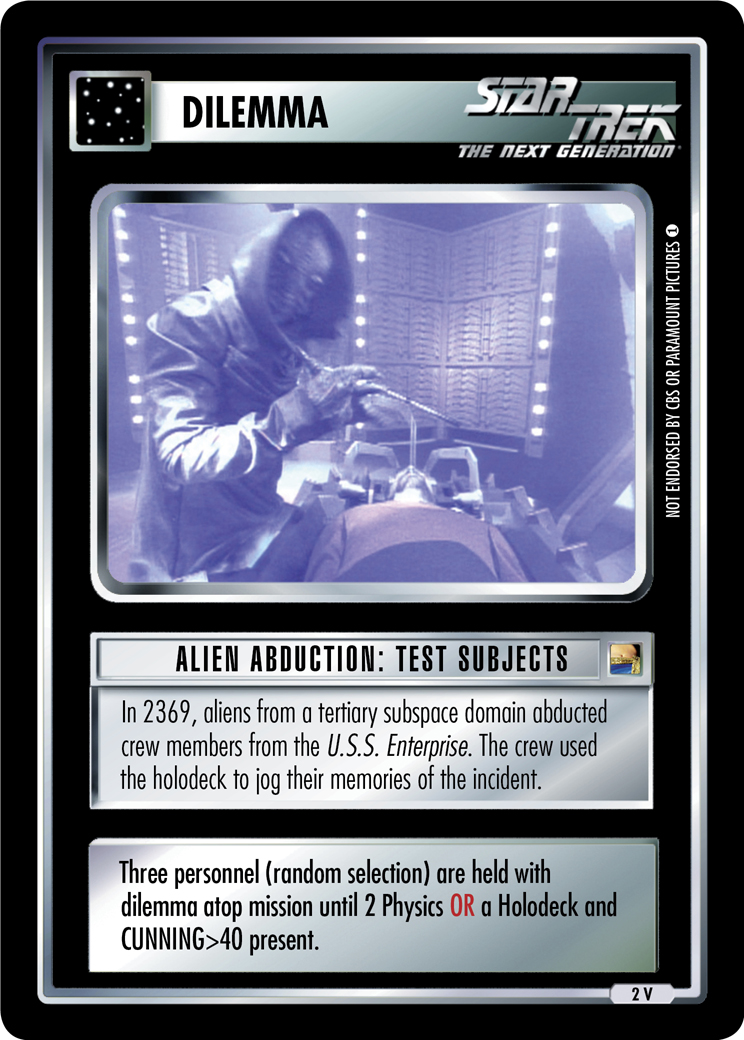 DILEMMA
STAR TREK
THE NEXT GENERATION
NOT ENDORSED BY CBS OR PARAMOUNT PICTURES 1
ALIEN ABDUCTION: TEST SUBJECTS
In 2369, aliens from a tertiary subspace domain abducted
crew members from the U.S.S. Enterprise. The crew used
the holodeck to jog their memories of the incident.
Three personnel (random selection) are held with
dilemma atop mission until 2 Physics OR a Holodeck and
CUNNING>40 present.
2 V